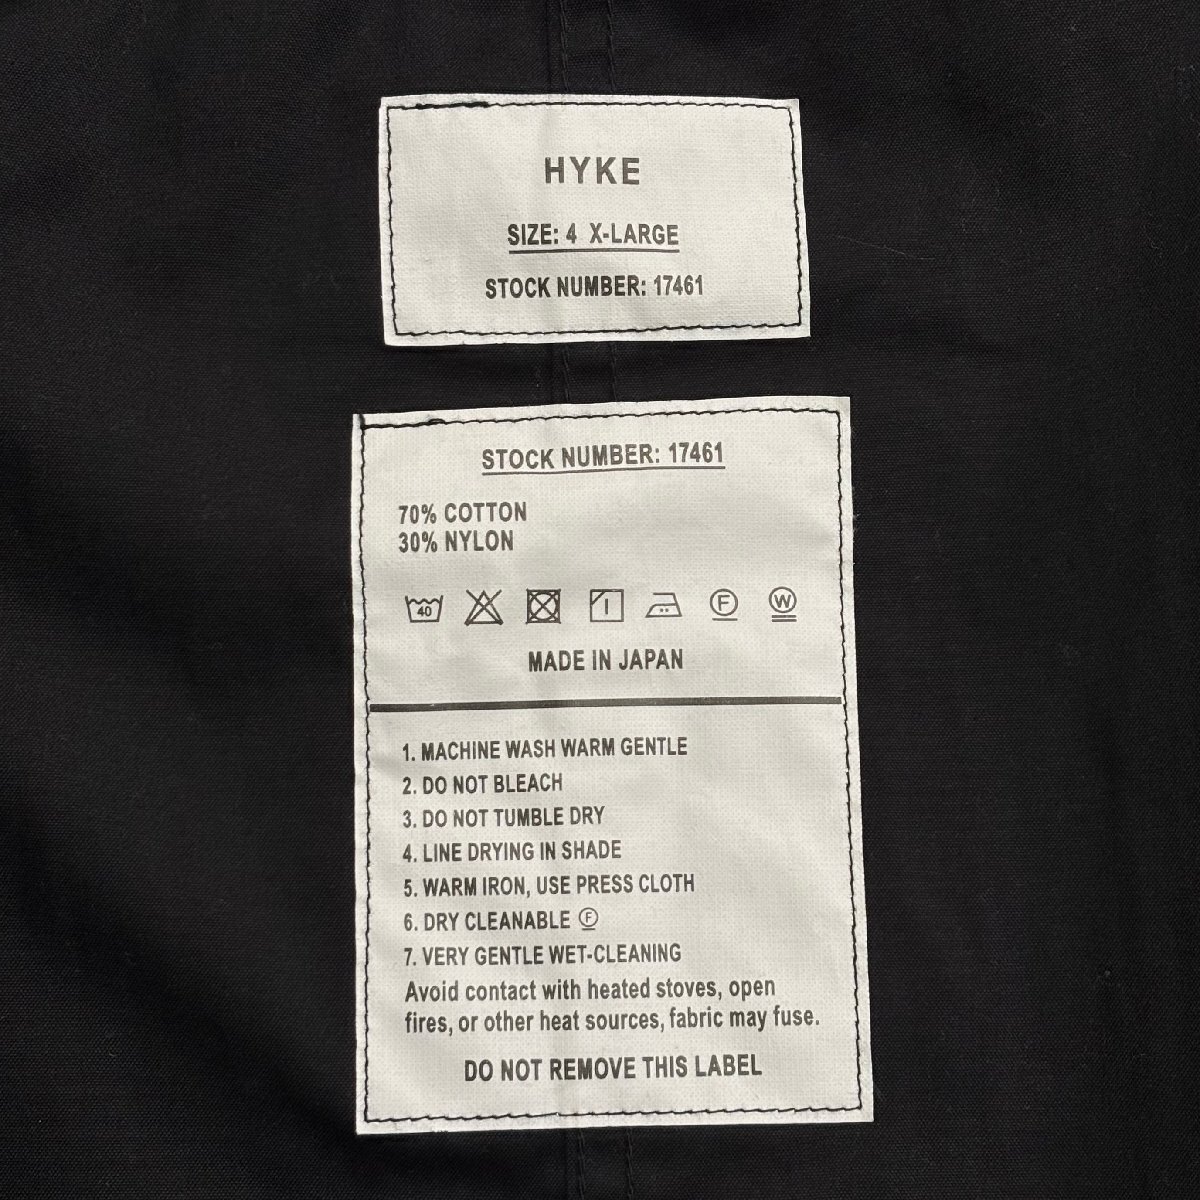 HYKE
SIZE: 4 X-LARGE
STOCK NUMBER: 17461
STOCK NUMBER: 17461
70% COTTON
30% NYLON
40 F W
MADE IN JAPAN
1. MACHINE WASH WARM GENTLE
2. DO NOT BLEACH
3. DO NOT TUMBLE DRY
4. LINE DRYING IN SHADE
5. WARM IRON, USE PRESS CLOTH
6. DRY CLEANABLE F
7. VERY GENTLE WET-CLEANING
Avoid contact with heated stoves, open
fires, or other heat sources, fabric may fuse.
DO NOT REMOVE THIS LABEL